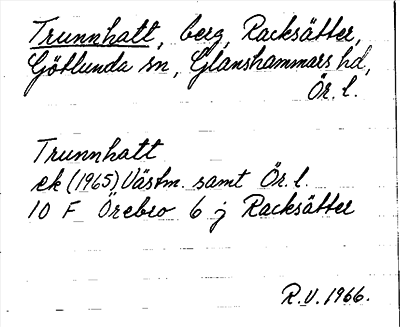 Trunnhatt, berg, Racksätter,
Götlunda sn, Glanshammars hd,
Ör. l.
Trunnhatt
ek (1965) Västm. samt Ör. l.
10 F Örebro 6 j Racksätter
R.V. 1966.